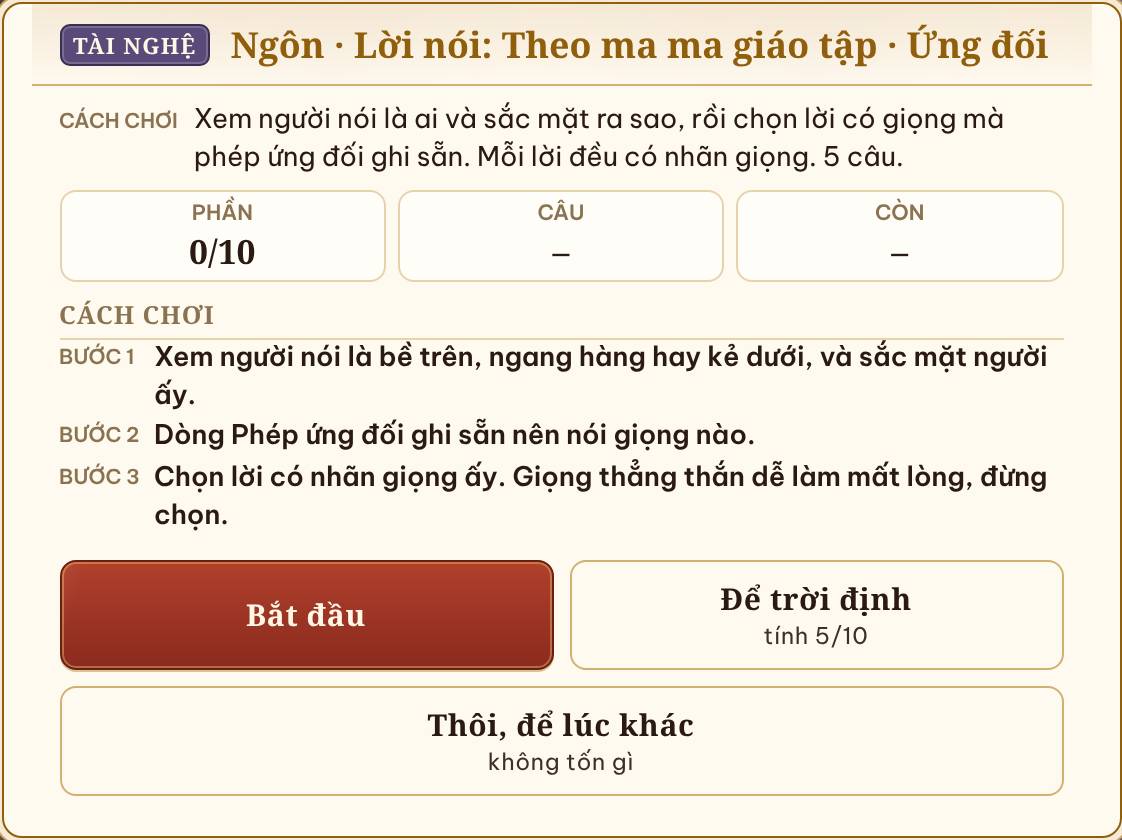 TÀI NGHỆ Ngôn · Lời nói: Theo ma ma giáo tập · Ứng đối
CÁCH CHƠI Xem người nói là ai và sắc mặt ra sao, rồi chọn lời có giọng mà
phép ứng đối ghi sẵn. Mỗi lời đều có nhãn giọng. 5 câu.
PHẦN CÂU CÒN
0/10 – –
CÁCH CHƠI
BƯỚC 1 Xem người nói là bề trên, ngang hàng hay kẻ dưới, và sắc mặt người
ấy.
BƯỚC 2 Dòng Phép ứng đối ghi sẵn nên nói giọng nào.
BƯỚC 3 Chọn lời có nhãn giọng ấy. Giọng thẳng thắn dễ làm mất lòng, đừng
chọn.
Bắt đầu
Để trời định
tính 5/10
Thôi, để lúc khác
không tốn gì